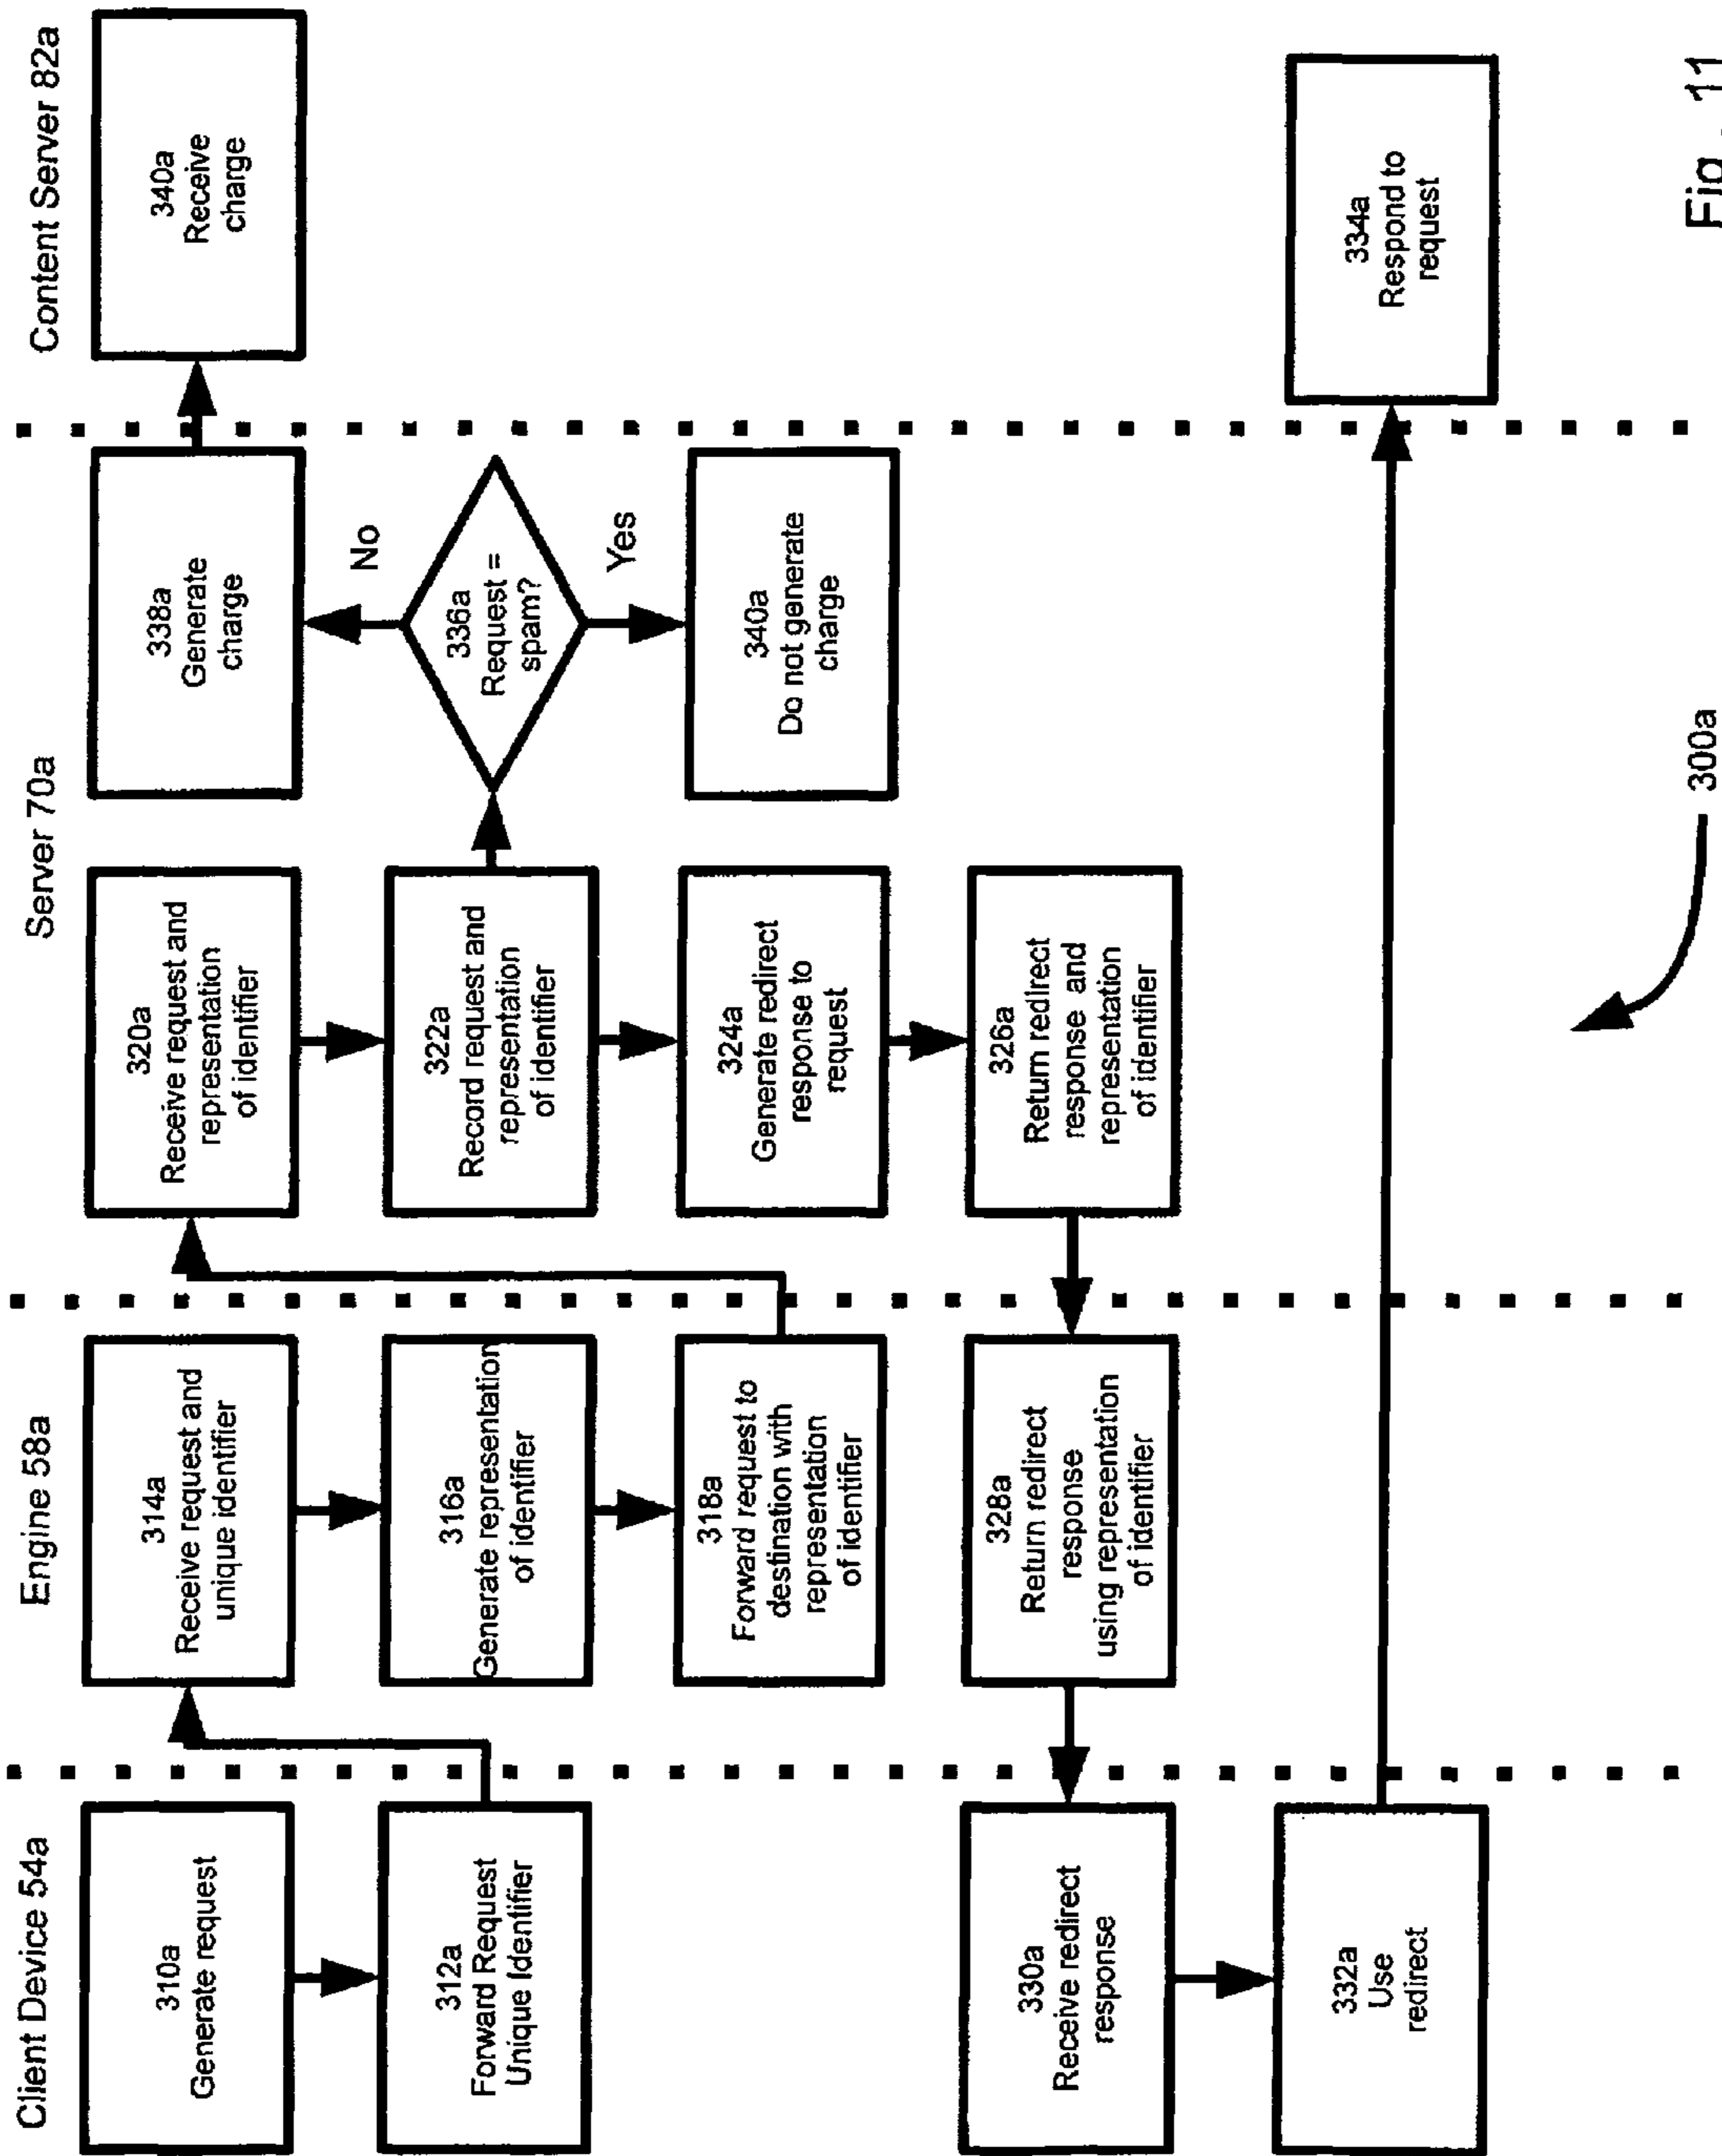 Client Device 54a
Engine 58a
Server 70a
Content Server 82a
310a
Generate request
312a
Forward Request
Unique Identifier
314a
Receive request and
unique identifier
316a
Generate representation
of identifier
318a
Forward request to
destination with
representation
of identifier
320a
Receive request and
representation
of identifier
322a
Record request and
representation
of identifier
324a
Generate redirect
response to
request
326a
Return redirect
response and
representation
of identifier
328a
Return redirect
response
using representation
of identifier
330a
Receive redirect
response
332a
Use
redirect
334a
Respond to
request
336a
Request =
spam?
No
Yes
338a
Generate
charge
340a
Do not generate
charge
340a
Receive
charge
300a
Fig. 11